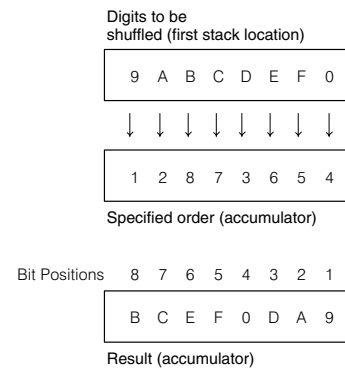 Digits to be
shuffled (first stack location)
9 A B C D E F 0
1 2 8 7 3 6 5 4
Specified order (accumulator)
Bit Positions 8 7 6 5 4 3 2 1
B C E F 0 D A 9
Result (accumulator)